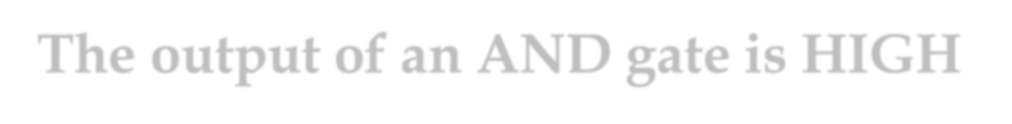 The output of an AND gate is HIGH